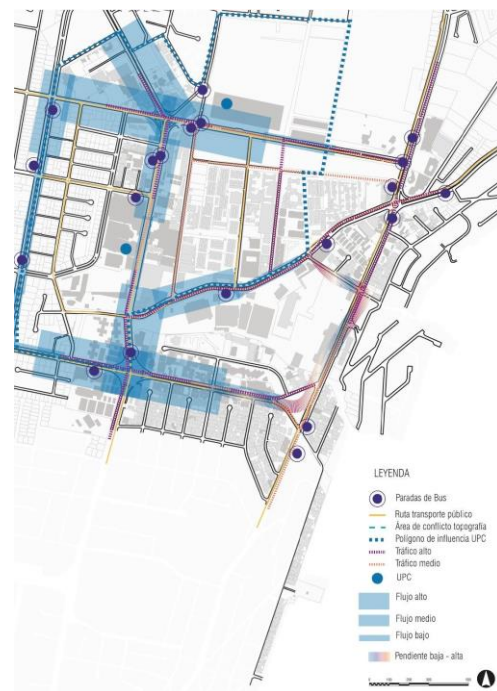 LEYENDA
Paradas de Bus
Ruta transporte público
Área de conflicto topografía
Polígono de influencia UPC
Tráfico alto
Tráfico medio
UPC
Flujo alto
Flujo medio
Flujo bajo
Pendiente baja - alta